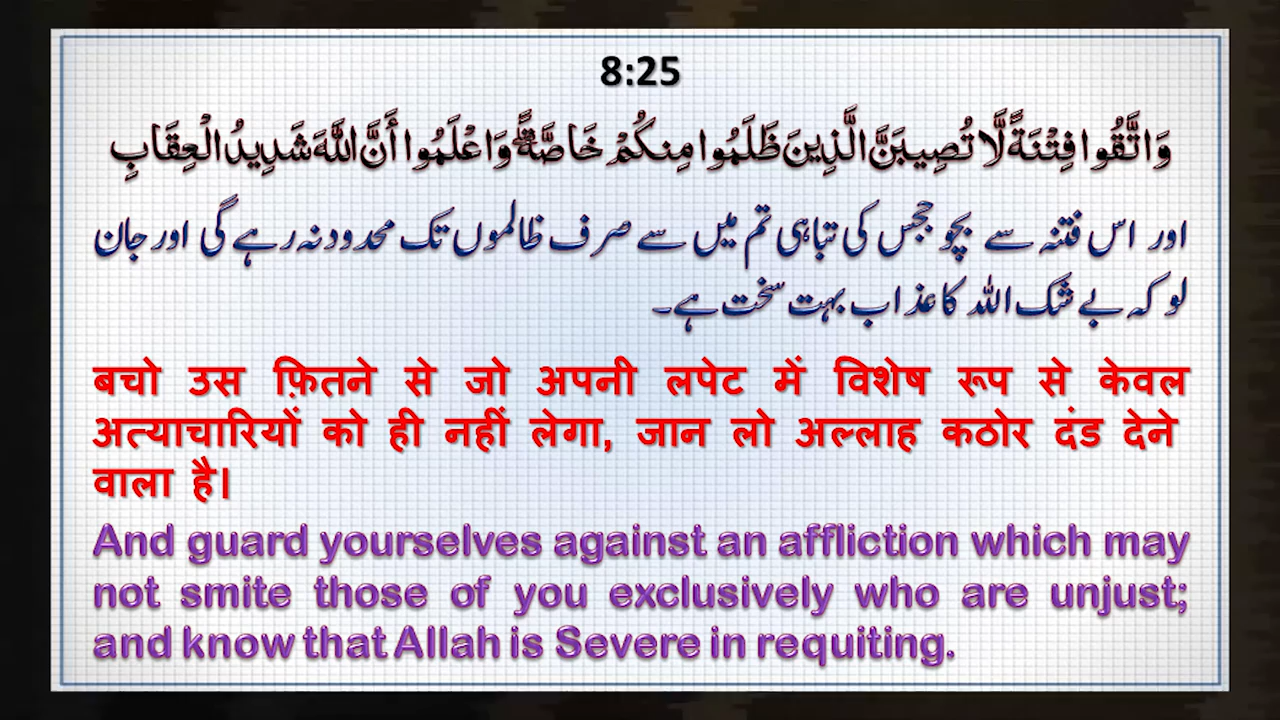 8:25
وَاتَّقُوا فِتْنَةً لَّا تُصِيبَنَّ الَّذِينَ ظَلَمُوا مِنكُمْ خَاصَّةً ۖ وَاعْلَمُوا أَنَّ اللَّهَ شَدِيدُ الْعِقَابِ
اور اس فتنہ سے بچو ججس کی تباہی تم میں سے صرف ظالموں تک محدود نہ رہے گی اور جان
لو کہ بے شک اللہ کا عذاب بہت سخت ہے۔
बचो उस फ़ितने से जो अपनी लपेट में विशेष रूप से केवल
अत्याचारियों को ही नहीं लेगा, जान लो अल्लाह कठोर दंड देने
वाला है।
And guard yourselves against an affliction which may
not smite those of you exclusively who are unjust;
and know that Allah is Severe in requiting.